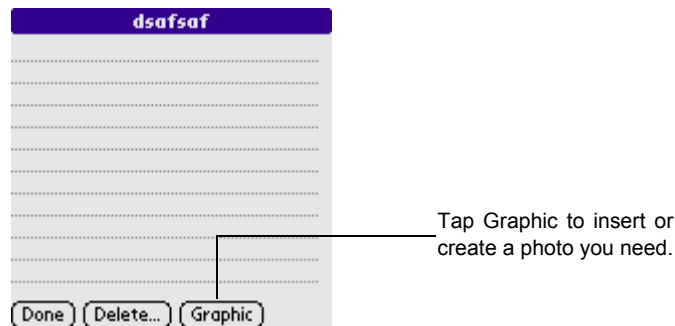 dsafsaf
Tap Graphic to insert or
create a photo you need.
Done Delete... Graphic